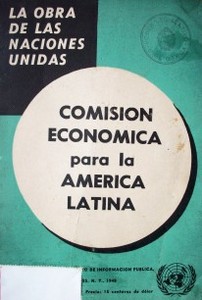 LA OBRA
DE LAS
NACIONES
UNIDAS
COMISION
ECONOMICA
para la
AMERICA
LATINA
DE INFORMACION PUBLICA,
N. Y., 1949
Precio: 15 centavos de dólar